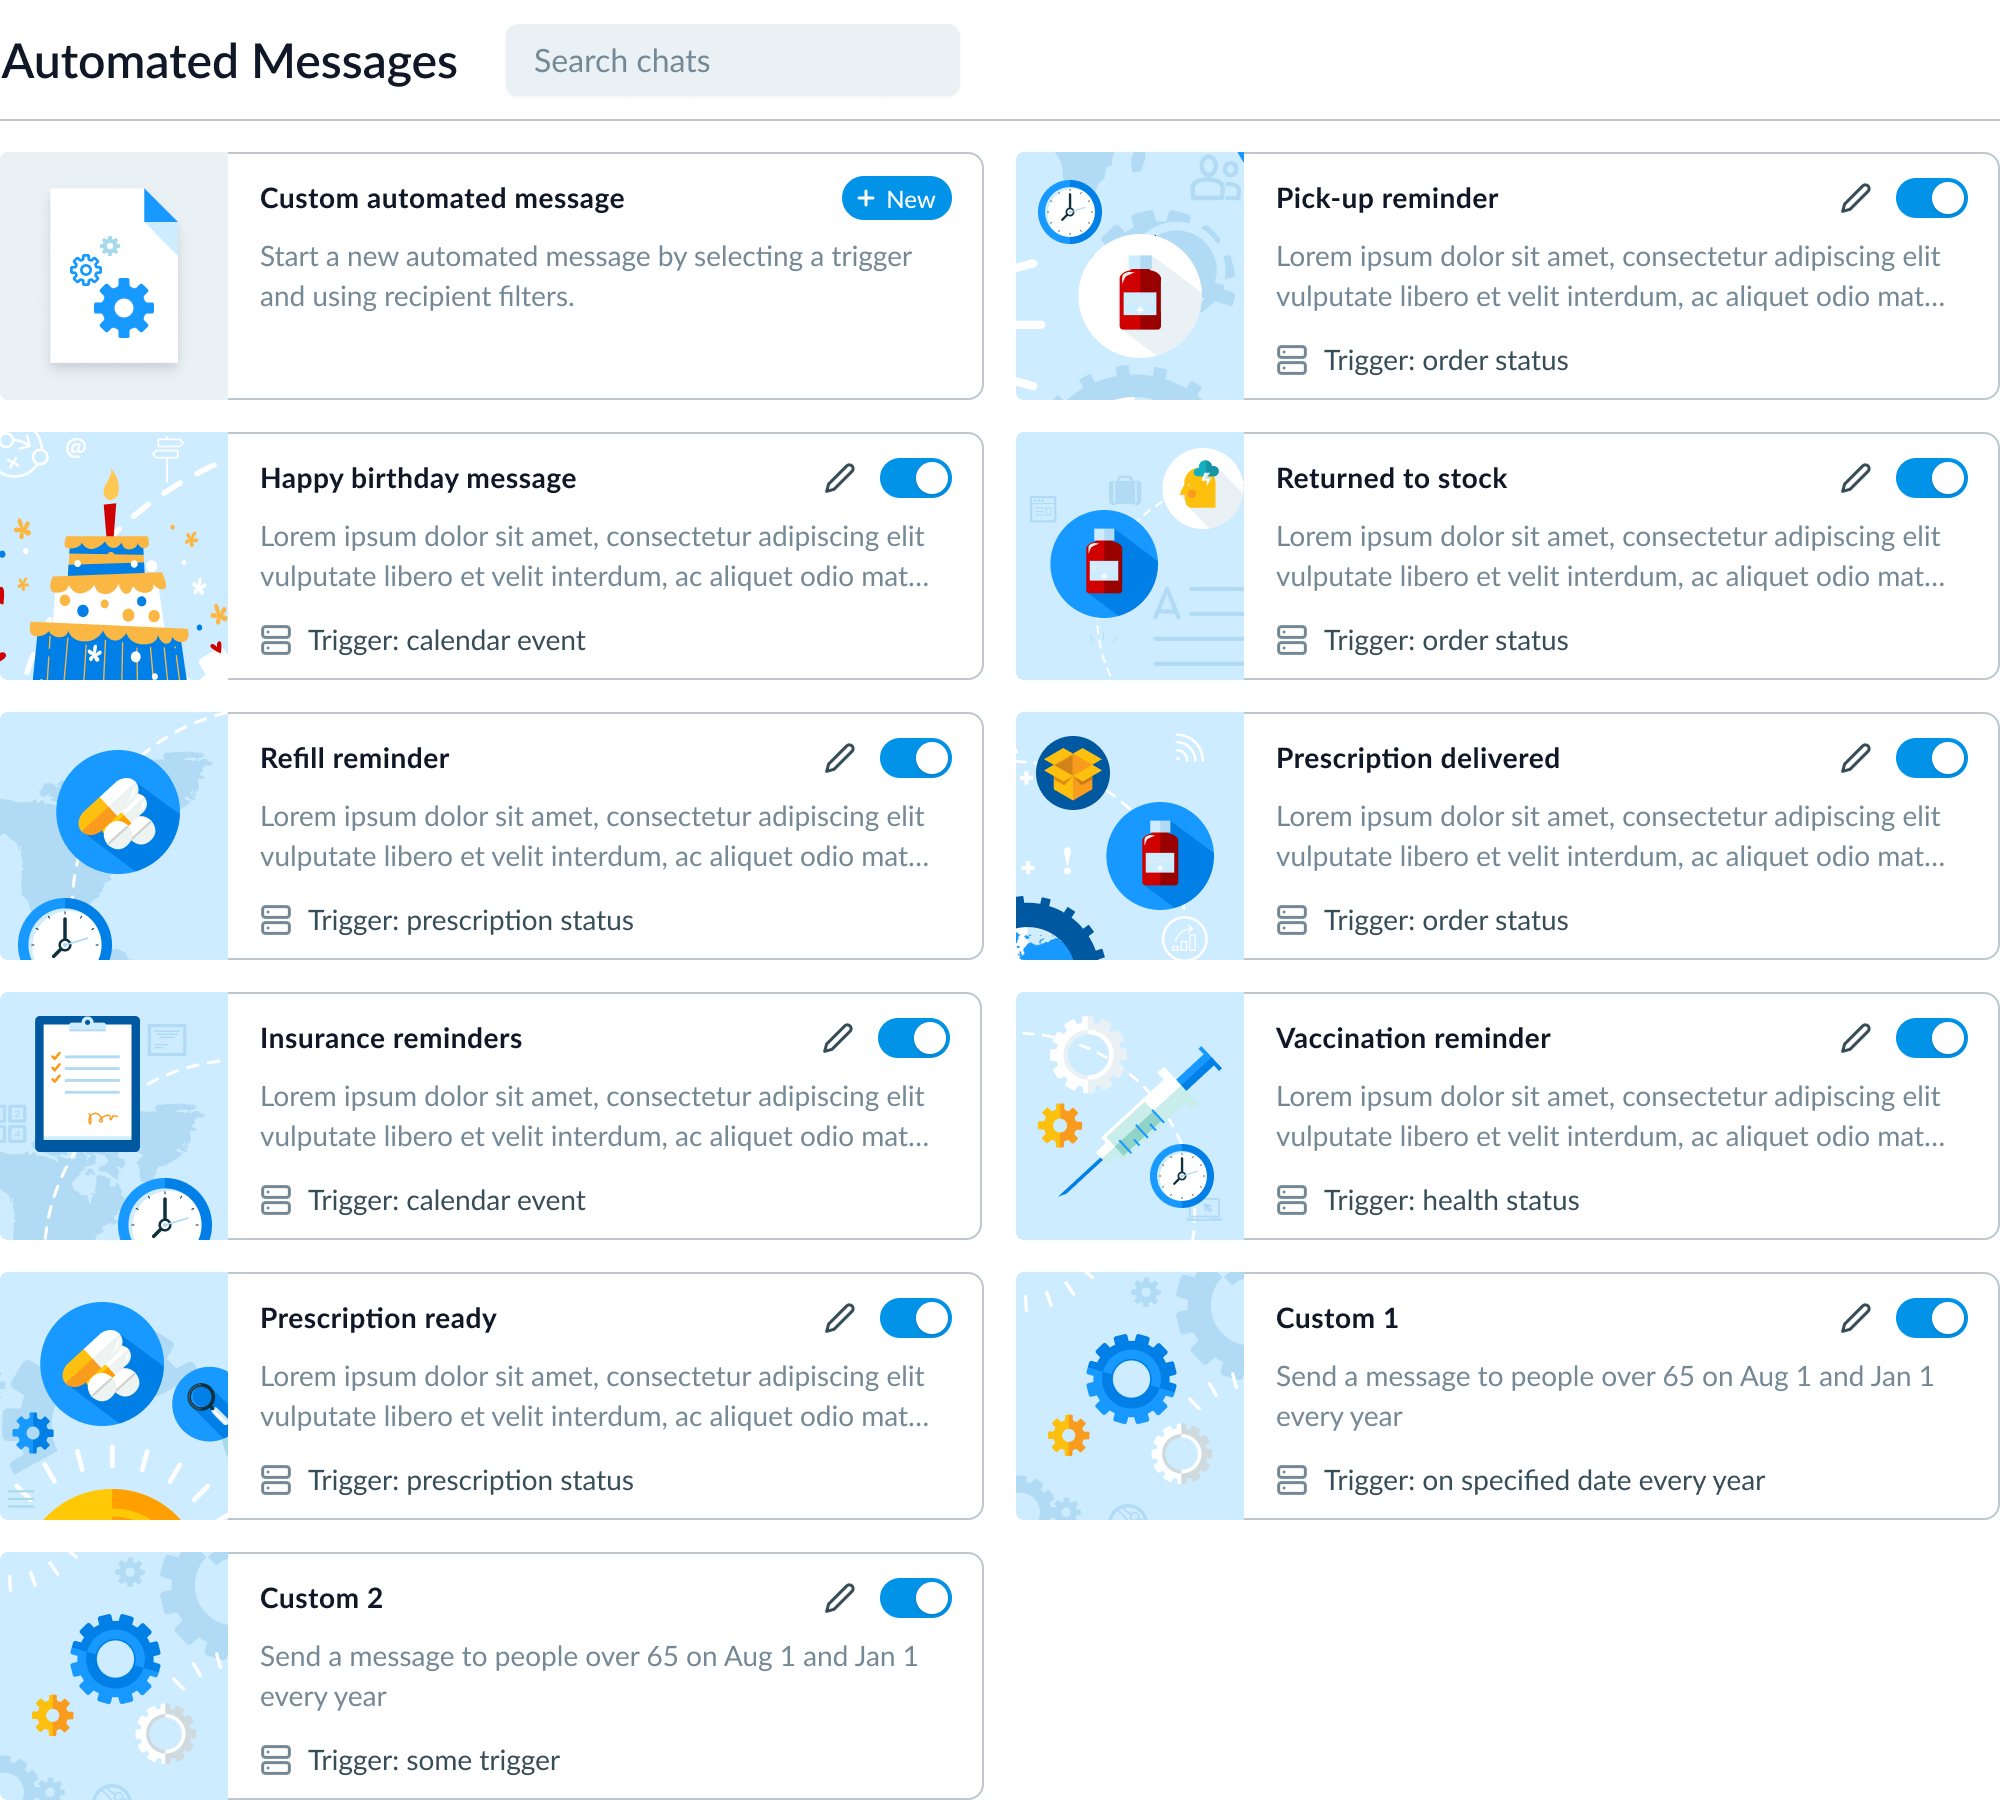 Automated Messages
Search chats
Custom automated message
+ New
Start a new automated message by selecting a trigger
and using recipient filters.
Pick-up reminder
Lorem ipsum dolor sit amet, consectetur adipiscing elit
vulputate libero et velit interdum, ac aliquet odio mat...
Trigger: order status
Happy birthday message
Lorem ipsum dolor sit amet, consectetur adipiscing elit
vulputate libero et velit interdum, ac aliquet odio mat...
Trigger: calendar event
Returned to stock
Lorem ipsum dolor sit amet, consectetur adipiscing elit
vulputate libero et velit interdum, ac aliquet odio mat...
Trigger: order status
Refill reminder
Lorem ipsum dolor sit amet, consectetur adipiscing elit
vulputate libero et velit interdum, ac aliquet odio mat...
Trigger: prescription status
Prescription delivered
Lorem ipsum dolor sit amet, consectetur adipiscing elit
vulputate libero et velit interdum, ac aliquet odio mat...
Trigger: order status
Insurance reminders
Lorem ipsum dolor sit amet, consectetur adipiscing elit
vulputate libero et velit interdum, ac aliquet odio mat...
Trigger: calendar event
Vaccination reminder
Lorem ipsum dolor sit amet, consectetur adipiscing elit
vulputate libero et velit interdum, ac aliquet odio mat...
Trigger: health status
Prescription ready
Lorem ipsum dolor sit amet, consectetur adipiscing elit
vulputate libero et velit interdum, ac aliquet odio mat...
Trigger: prescription status
Custom 1
Send a message to people over 65 on Aug 1 and Jan 1
every year
Trigger: on specified date every year
Custom 2
Send a message to people over 65 on Aug 1 and Jan 1
every year
Trigger: some trigger